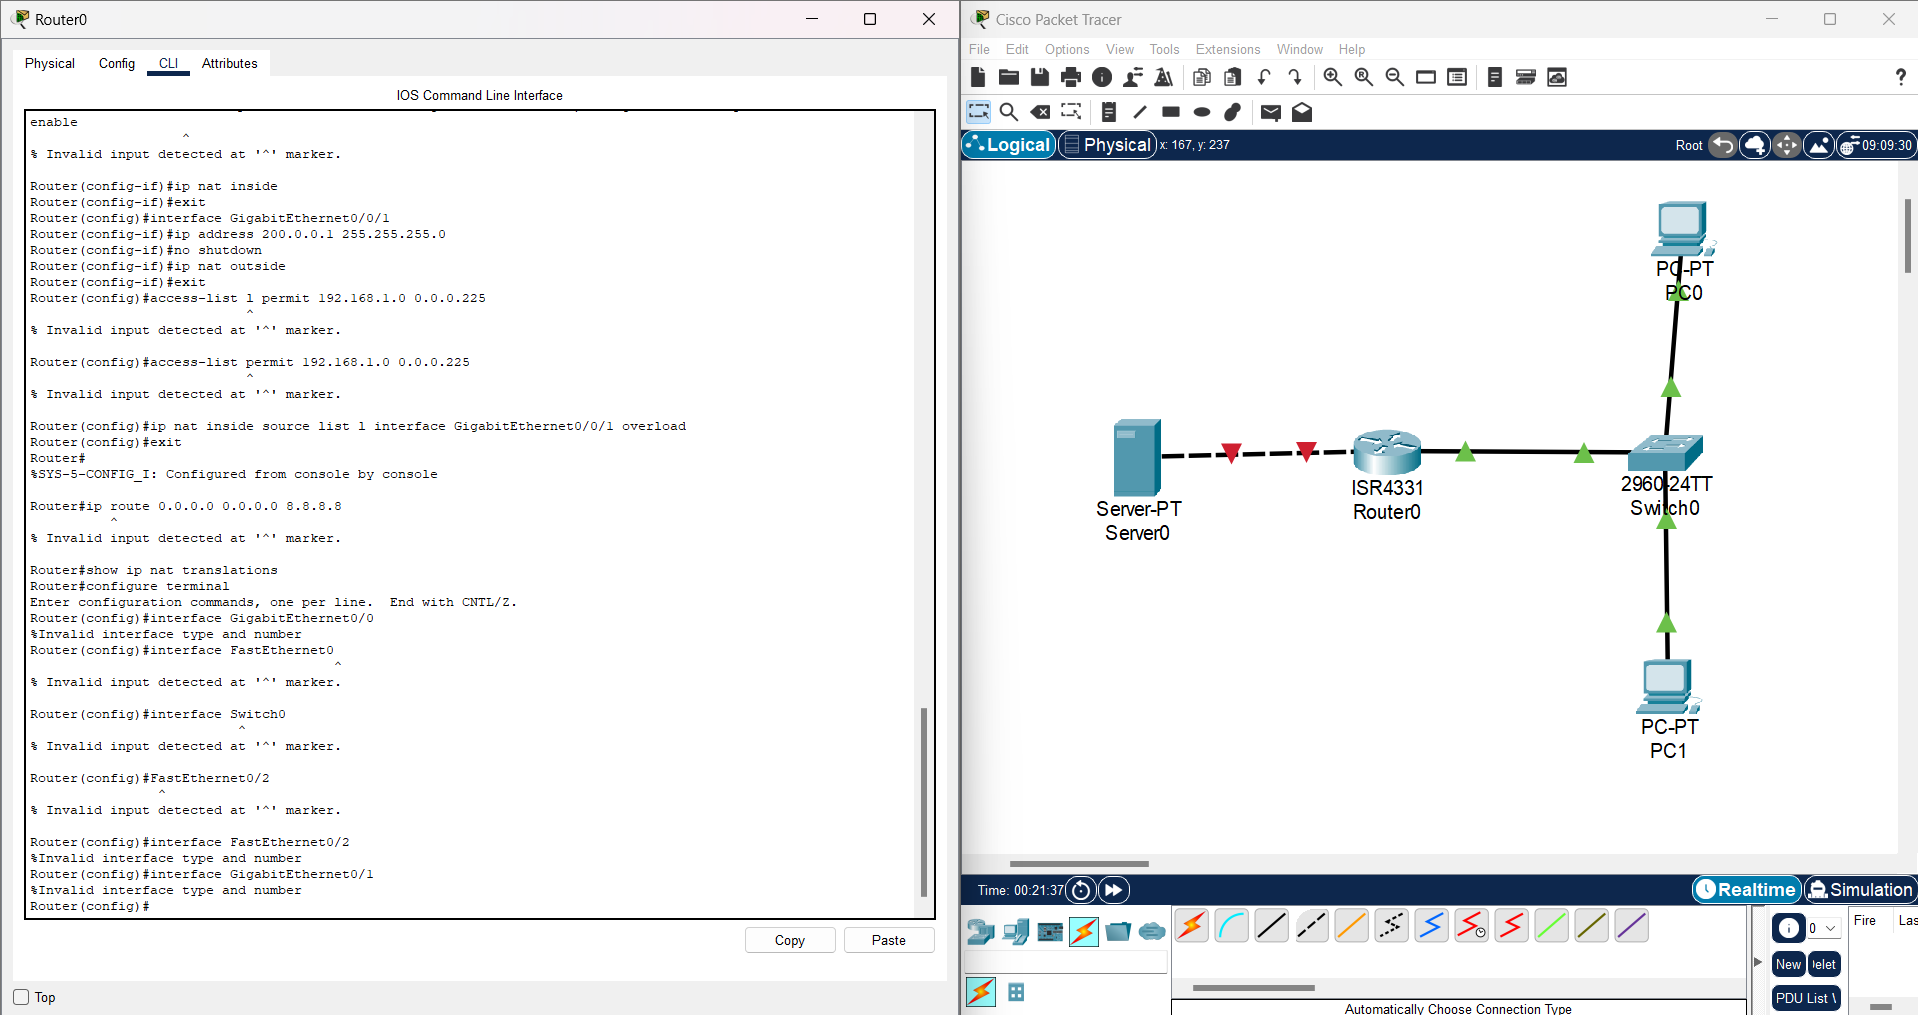 Router0
Physical Config CLI Attributes
IOS Command Line Interface
enable
^
% Invalid input detected at '^' marker.
Router(config-if)#ip nat inside
Router(config-if)#exit
Router(config)#interface GigabitEthernet0/0/1
Router(config-if)#ip address 200.0.0.1 255.255.255.0
Router(config-if)#no shutdown
Router(config-if)#ip nat outside
Router(config-if)#exit
Router(config)#access-list l permit 192.168.1.0 0.0.0.225
^
% Invalid input detected at '^' marker.
Router(config)#access-list permit 192.168.1.0 0.0.0.225
^
% Invalid input detected at '^' marker.
Router(config)#ip nat inside source list l interface GigabitEthernet0/0/1 overload
Router(config)#exit
Router#
%SYS-5-CONFIG_I: Configured from console by console
Router#ip route 0.0.0.0 0.0.0.0 8.8.8.8
^
% Invalid input detected at '^' marker.
Router#show ip nat translations
Router#configure terminal
Enter configuration commands, one per line.  End with CNTL/Z.
Router(config)#interface GigabitEthernet0/0
%Invalid interface type and number
Router(config)#interface FastEthernet0
^
% Invalid input detected at '^' marker.
Router(config)#interface Switch0
^
% Invalid input detected at '^' marker.
Router(config)#FastEthernet0/2
^
% Invalid input detected at '^' marker.
Router(config)#interface FastEthernet0/2
%Invalid interface type and number
Router(config)#interface GigabitEthernet0/1
%Invalid interface type and number
Router(config)#
Copy Paste
Top
Cisco Packet Tracer
File Edit Options View Tools Extensions Window Help
?
Logical Physical x: 167, y: 237 Root 09:09:30
PC-PT
PC0
Server-PT
Server0
ISR4331
Router0
2960-24TT
Switch0
PC-PT
PC1
Time: 00:21:37 Realtime Simulation
0 Fire Las
New elet
PDU List
Automatically Choose Connection Type